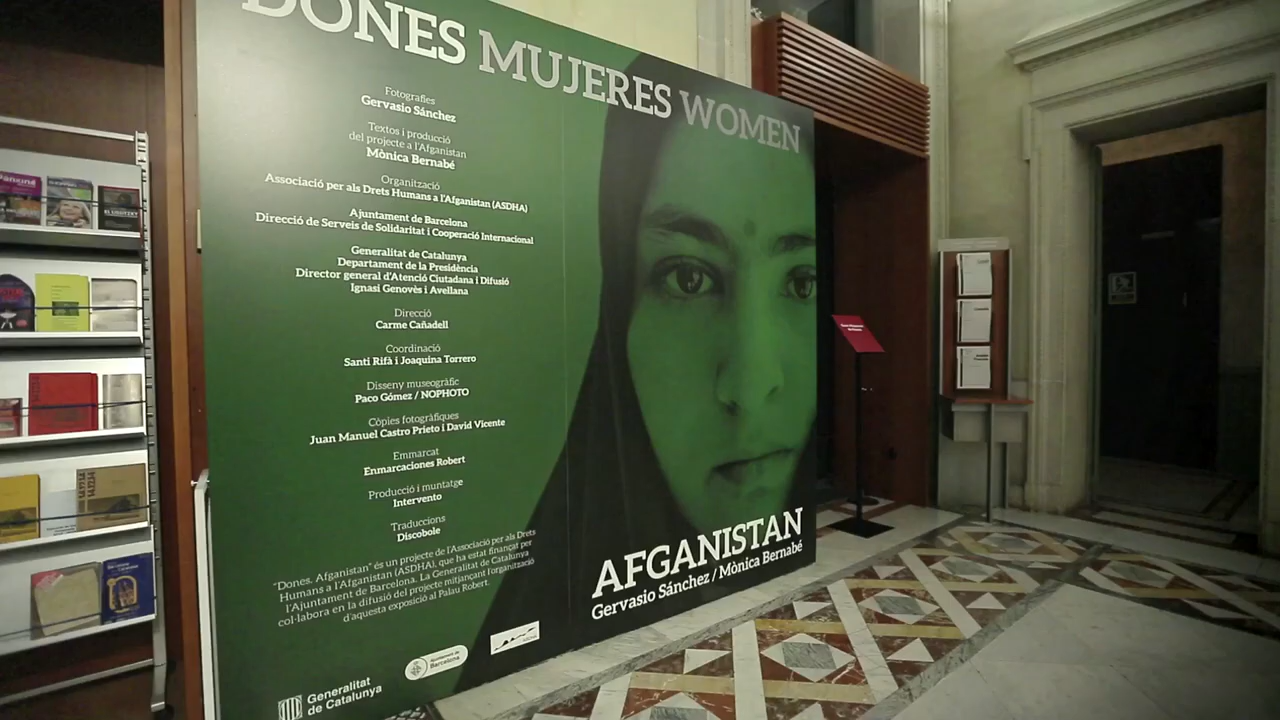 DONES MUJERES WOMEN
Fotografies
Gervasio Sánchez
Textos i producció
del projecte a l'Afganistan
Mònica Bernabé
Organització
Associació per als Drets Humans a l'Afganistan (ASDHA)
Ajuntament de Barcelona
Direcció de Serveis de Solidaritat i Cooperació Internacional
Generalitat de Catalunya
Departament de la Presidència
Director general d'Atenció Ciutadana i Difusió
Ignasi Genovès i Avellana
Direcció
Carme Cañadell
Coordinació
Santi Rifà i Joaquina Torrero
Disseny museogràfic
Paco Gómez / NOPHOTO
Còpies fotogràfiques
Juan Manuel Castro Prieto i David Vicente
Emmarcat
Enmarcaciones Robert
Producció i muntatge
Intervento
Traduccions
Discobole
"Dones. Afganistan" és un projecte de l'Associació per als Drets
Humans a l'Afganistan (ASDHA), que ha estat finançat per
l'Ajuntament de Barcelona. La Generalitat de Catalunya
col·labora en la difusió del projecte mitjançant l'organització
d'aquesta exposició al Palau Robert.
Generalitat
de Catalunya
Ajuntament de
Barcelona
AFGANISTAN
Gervasio Sánchez / Mònica Bernabé